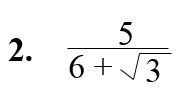 2. 5/(6 + √3)